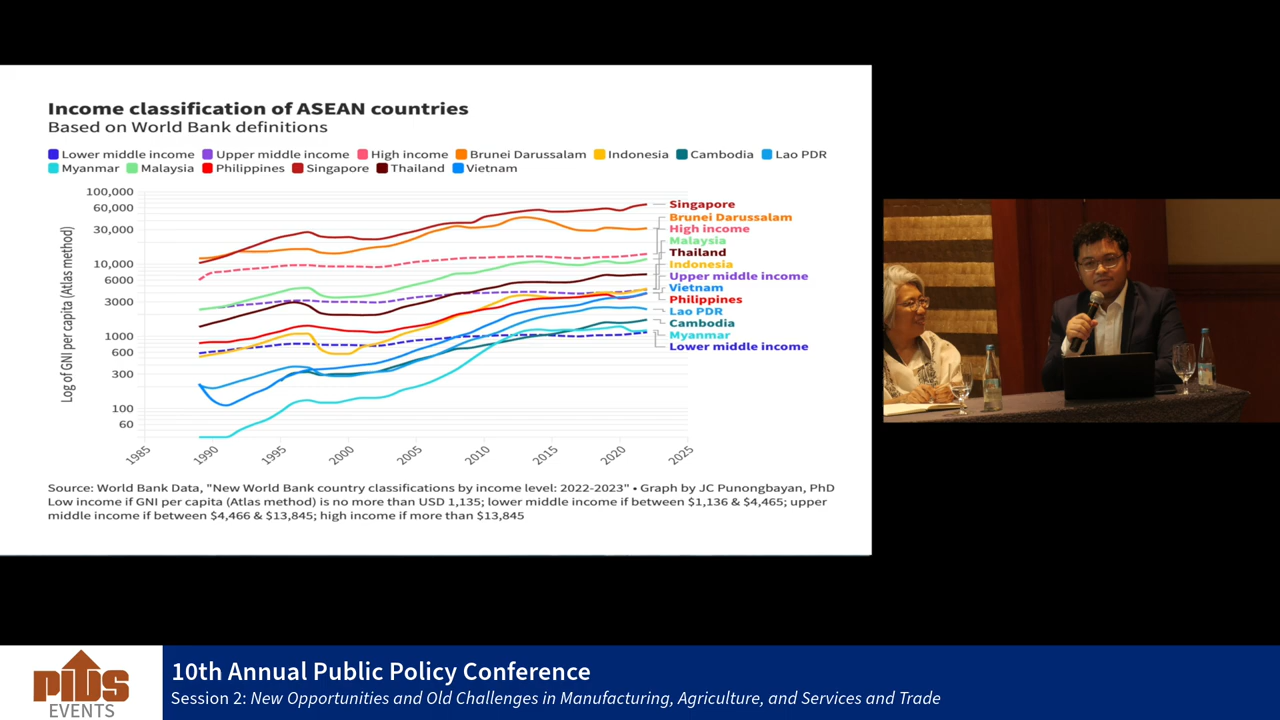 Income classification of ASEAN countries
Based on World Bank definitions
Lower middle income Upper middle income High income Brunei Darussalam Indonesia Cambodia Lao PDR
Myanmar Malaysia Philippines Singapore Thailand Vietnam
Log of GNI per capita (Atlas method)
100,000
60,000
30,000
10,000
6000
3000
1000
600
300
100
60
1985 1990 1995 2000 2005 2010 2015 2020 2025
Singapore
Brunei Darussalam
High income
Malaysia
Thailand
Indonesia
Upper middle income
Vietnam
Philippines
Lao PDR
Cambodia
Myanmar
Lower middle income
Source: World Bank Data, "New World Bank country classifications by income level: 2022-2023" • Graph by JC Punongbayan, PhD
Low income if GNI per capita (Atlas method) is no more than USD 1,135; lower middle income if between $1,136 & $4,465; upper
middle income if between $4,466 & $13,845; high income if more than $13,845
PIDS
EVENTS
10th Annual Public Policy Conference
Session 2: New Opportunities and Old Challenges in Manufacturing, Agriculture, and Services and Trade